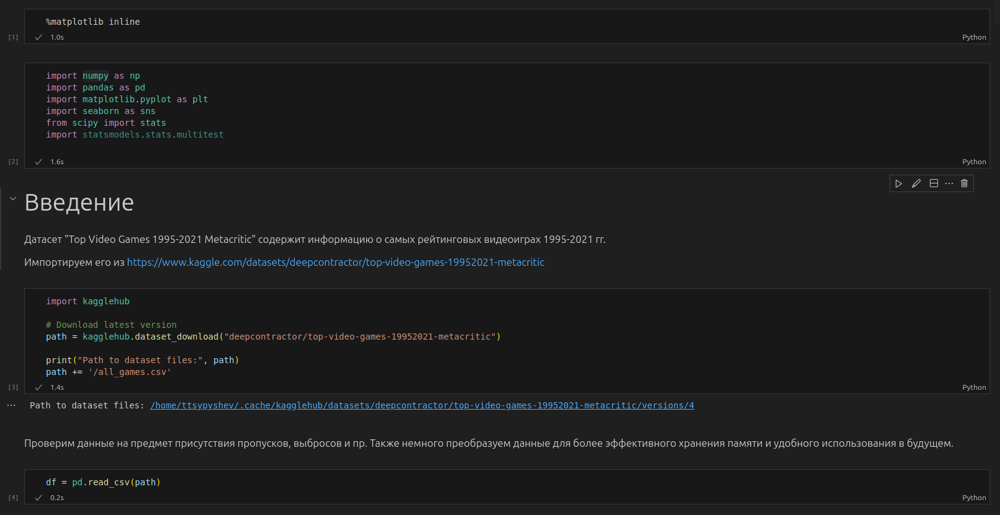 %matplotlib inline
[1] 1.0s Python
import numpy as np
import pandas as pd
import matplotlib.pyplot as plt
import seaborn as sns
from scipy import stats
import statsmodels.stats.multitest
[2] 1.6s Python
Введение
Датасет "Top Video Games 1995-2021 Metacritic" содержит информацию о самых рейтинговых видеоиграх 1995-2021 гг.
Импортируем его из https://www.kaggle.com/datasets/deepcontractor/top-video-games-19952021-metacritic
import kagglehub
# Download latest version
path = kagglehub.dataset_download("deepcontractor/top-video-games-19952021-metacritic")
print("Path to dataset files:", path)
path += '/all_games.csv'
[3] 1.4s Python
... Path to dataset files: /home/ttsypyshev/.cache/kagglehub/datasets/deepcontractor/top-video-games-19952021-metacritic/versions/4
Проверим данные на предмет присутствия пропусков, выбросов и пр. Также немного преобразуем данные для более эффективного хранения памяти и удобного использования в будущем.
df = pd.read_csv(path)
[4] 0.2s Python